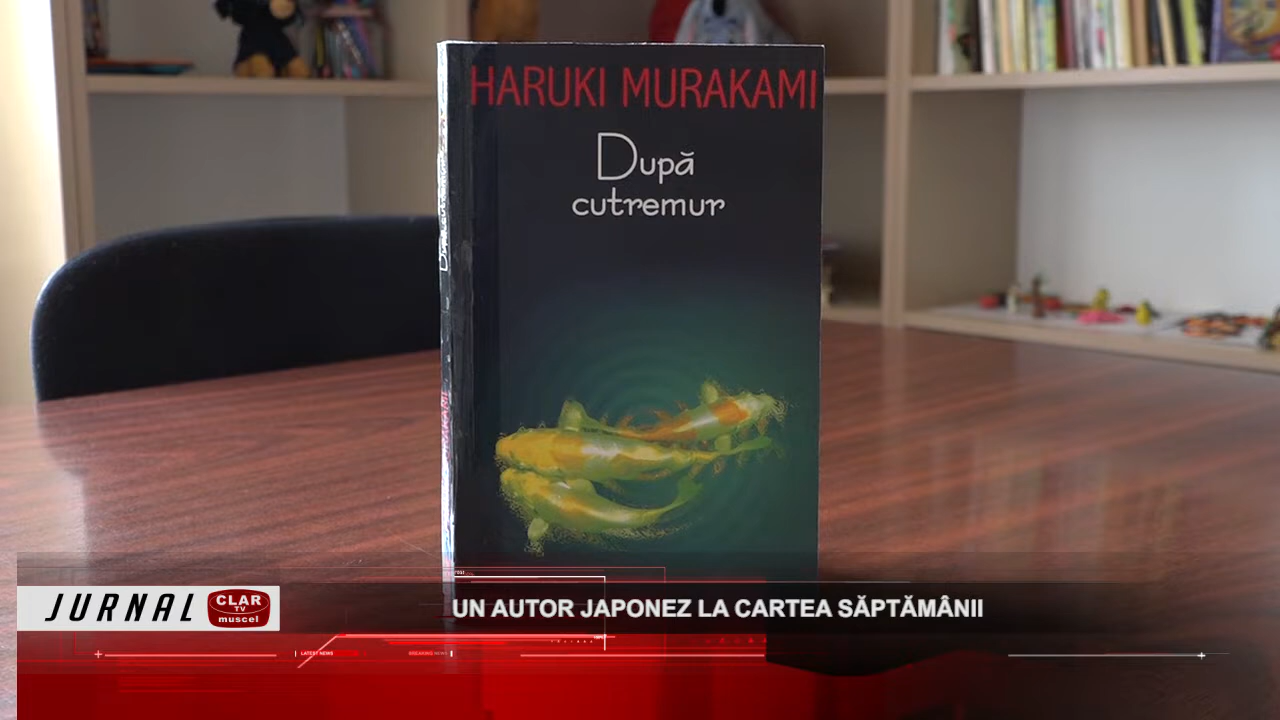 HARUKI MURAKAMI
După
cutremur
JURNAL
CLAR
TV
muscel
UN AUTOR JAPONEZ LA CARTEA SĂPTĂMÂNII
LATEST NEWS
BREAKING NEWS